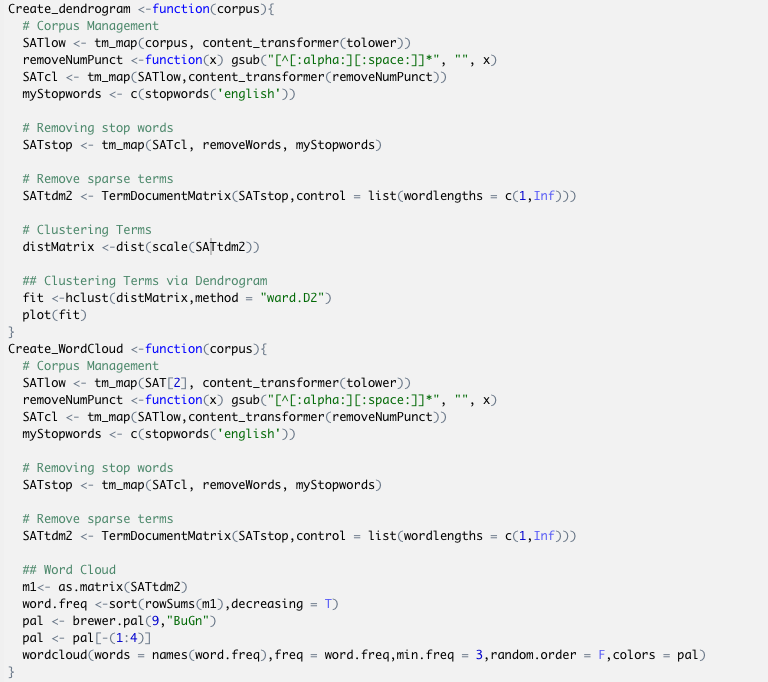 Create_dendrogram <-function(corpus){
  # Corpus Management
  SATlow <- tm_map(corpus, content_transformer(tolower))
  removeNumPunct <-function(x) gsub("[^[:alpha:][:space:]]*", "", x)
  SATcl <- tm_map(SATlow,content_transformer(removeNumPunct))
  myStopwords <- c(stopwords('english'))

  # Removing stop words
  SATstop <- tm_map(SATcl, removeWords, myStopwords)

  # Remove sparse terms
  SATtdm2 <- TermDocumentMatrix(SATstop,control = list(wordlengths = c(1,Inf)))

  # Clustering Terms
  distMatrix <-dist(scale(SATtdm2))

  ## Clustering Terms via Dendrogram
  fit <-hclust(distMatrix,method = "ward.D2")
  plot(fit)
}
Create_WordCloud <-function(corpus){
  # Corpus Management
  SATlow <- tm_map(SAT[2], content_transformer(tolower))
  removeNumPunct <-function(x) gsub("[^[:alpha:][:space:]]*", "", x)
  SATcl <- tm_map(SATlow,content_transformer(removeNumPunct))
  myStopwords <- c(stopwords('english'))

  # Removing stop words
  SATstop <- tm_map(SATcl, removeWords, myStopwords)

  # Remove sparse terms
  SATtdm2 <- TermDocumentMatrix(SATstop,control = list(wordlengths = c(1,Inf)))

  ## Word Cloud
  m1<- as.matrix(SATtdm2)
  word.freq <-sort(rowSums(m1),decreasing = T)
  pal <- brewer.pal(9,"BuGn")
  pal <- pal[-(1:4)]
  wordcloud(words = names(word.freq),freq = word.freq,min.freq = 3,random.order = F,colors = pal)
}